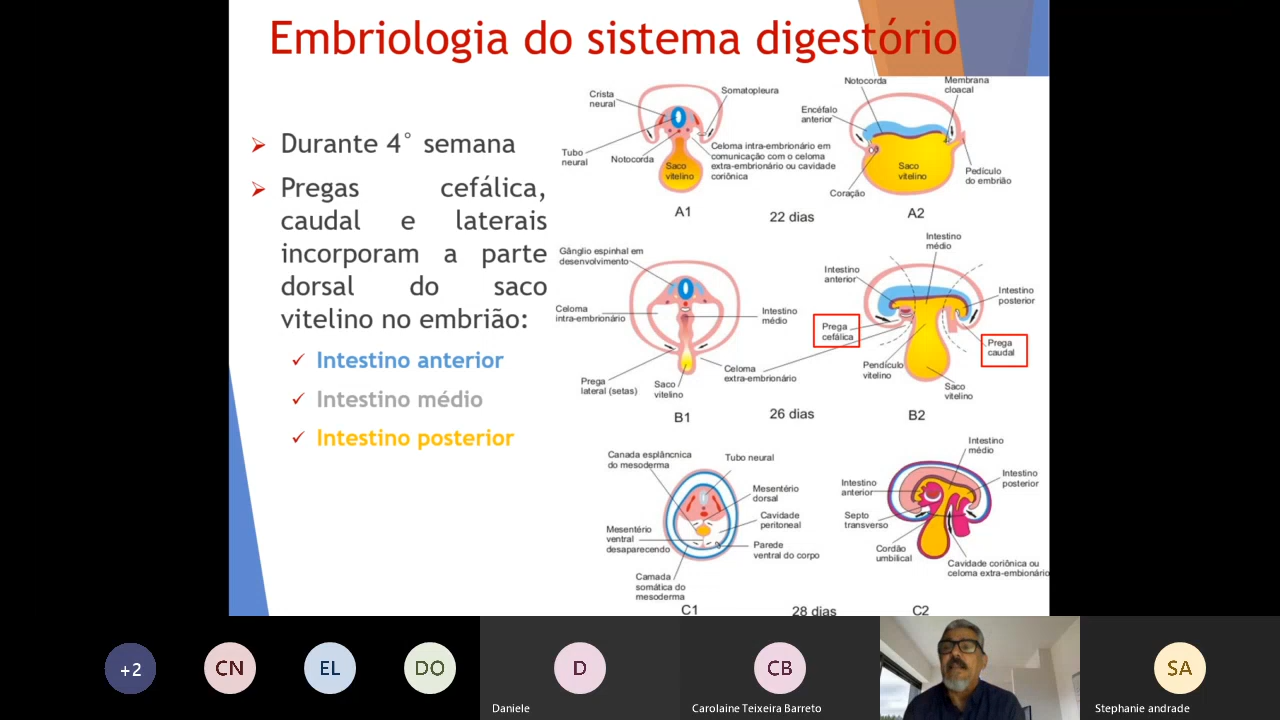 Embriologia do sistema digestório
Durante 4° semana
Pregas cefálica,
caudal e laterais
incorporam a parte
dorsal do saco
vitelino no embrião:
Intestino anterior
Intestino médio
Intestino posterior
Crista
neural
Somatopleura
Tubo
neural
Notocorda
Saco
vitelino
Celoma intra-embrionário em
comunicação com o celoma
extra-embrionário ou cavidade
coriônica
A1
22 dias
Notocorda
Membrana
cloacal
Encéfalo
anterior
Saco
vitelino
Pedículo
do embrião
Coração
A2
Gânglio espinhal em
desenvolvimento
Celoma
intra-embrionário
Intestino
médio
Prega
lateral (setas)
Saco
vitelino
Celoma
extra-embrionário
B1
26 dias
Intestino
médio
Intestino
anterior
Intestino
posterior
Prega
cefálica
Prega
caudal
Pendículo
vitelino
Saco
vitelino
B2
Canada esplâncnica
do mesoderma
Tubo neural
Mesentério
dorsal
Cavidade
peritoneal
Mesentério
ventral
desaparecendo
Parede
ventral do corpo
Camada
somática do
mesoderma
C1
28 dias
Intestino
médio
Intestino
anterior
Intestino
posterior
Septo
transverso
Cordão
umbilical
Cavidade coriônica ou
celoma extra-embionário
C2
+2
CN
EL
DO
D
Daniele
CB
Carolaine Teixeira Barreto
SA
Stephanie andrade